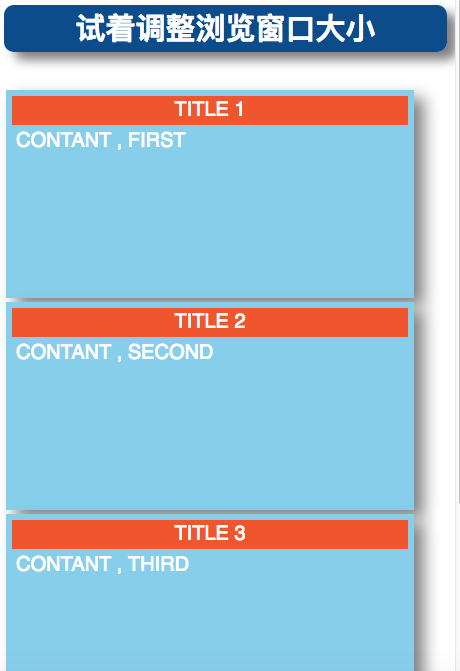 试着调整浏览窗口大小
TITLE 1
CONTANT , FIRST
TITLE 2
CONTANT , SECOND
TITLE 3
CONTANT , THIRD